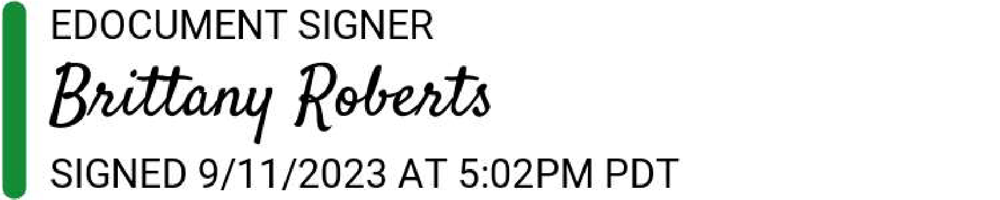 EDOCUMENT SIGNER
Brittany Roberts
SIGNED 9/11/2023 AT 5:02PM PDT